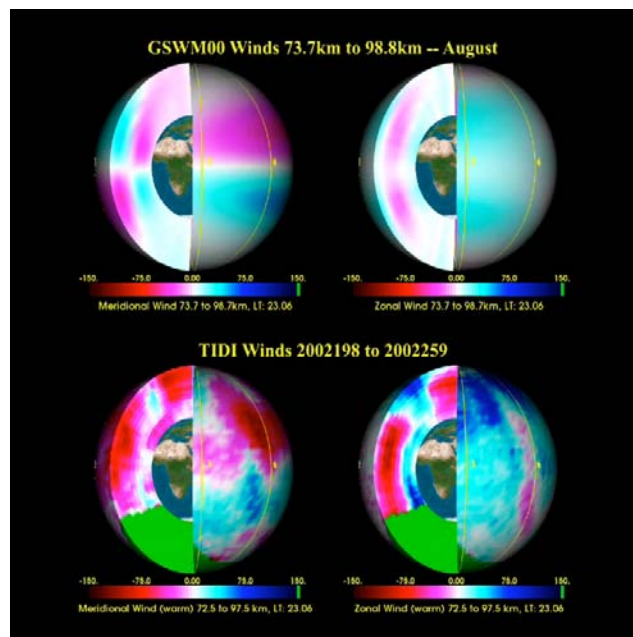 GSWM00 Winds 73.7km to 98.8km -- August
-150. -75.0 0.00 75.0 150.
Meridional Wind 73.7 to 98.7km, LT: 23.06
-150. -75.0 0.00 75.0 150.
Zonal Wind 73.7 to 98.7km, LT: 23.06
TIDI Winds 2002198 to 2002259
-150. -75.0 0.00 75.0 150.
Meridional Wind (warm) 72.5 to 97.5 km, LT: 23.06
-150. -75.0 0.00 75.0 150.
Zonal Wind (warm) 72.5 to 97.5 km, LT: 23.06